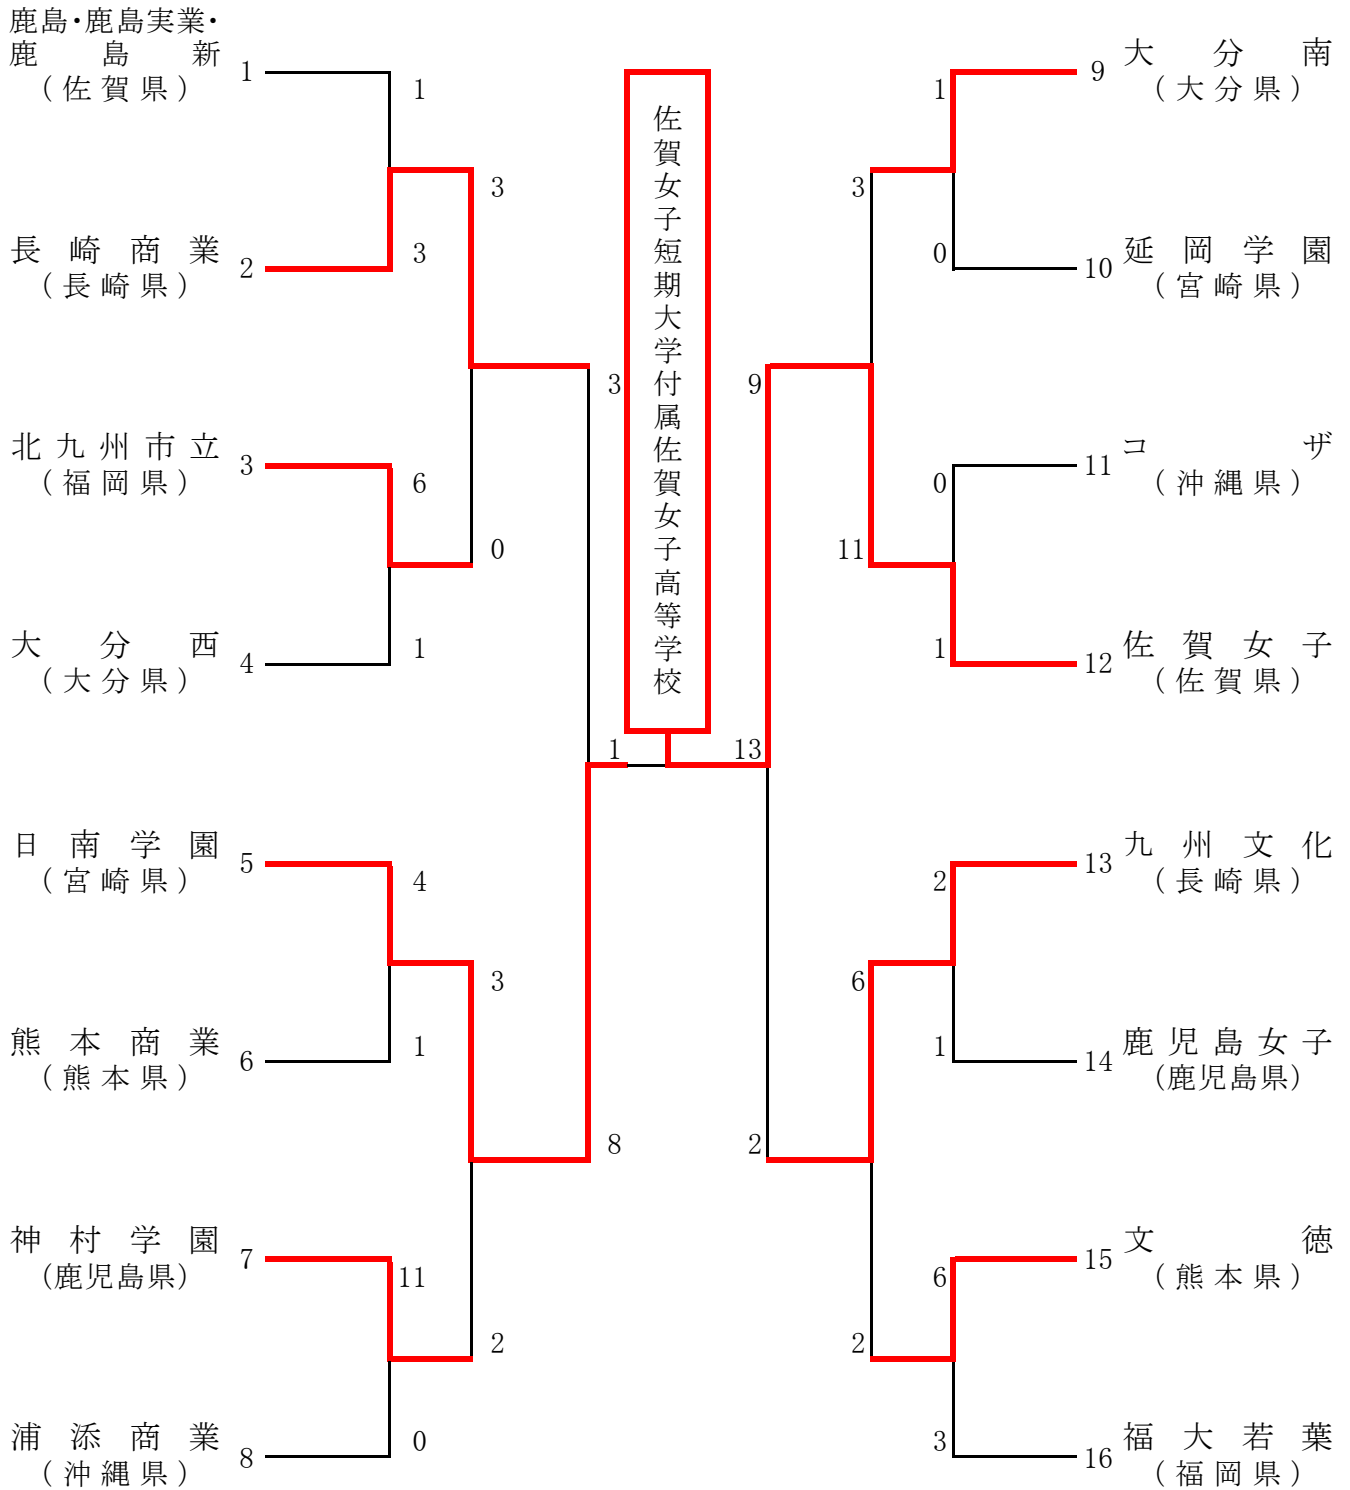 鹿島・鹿島実業・
鹿島新
(佐賀県)
1
長崎商業
(長崎県)
2
北九州市立
(福岡県)
3
大分西
(大分県)
4
日南学園
(宮崎県)
5
熊本商業
(熊本県)
6
神村学園
(鹿児島県)
7
浦添商業
(沖縄県)
8
1
3
6
1
4
1
11
0
3
0
3
2
3
8
1
佐賀女子短期大学付属佐賀女子高等学校
13
9
2
3
11
6
2
1
0
0
1
2
1
6
3
9
大分南
(大分県)
10
延岡学園
(宮崎県)
11
コザ
(沖縄県)
12
佐賀女子
(佐賀県)
13
九州文化
(長崎県)
14
鹿児島女子
(鹿児島県)
15
文徳
(熊本県)
16
福大若葉
(福岡県)